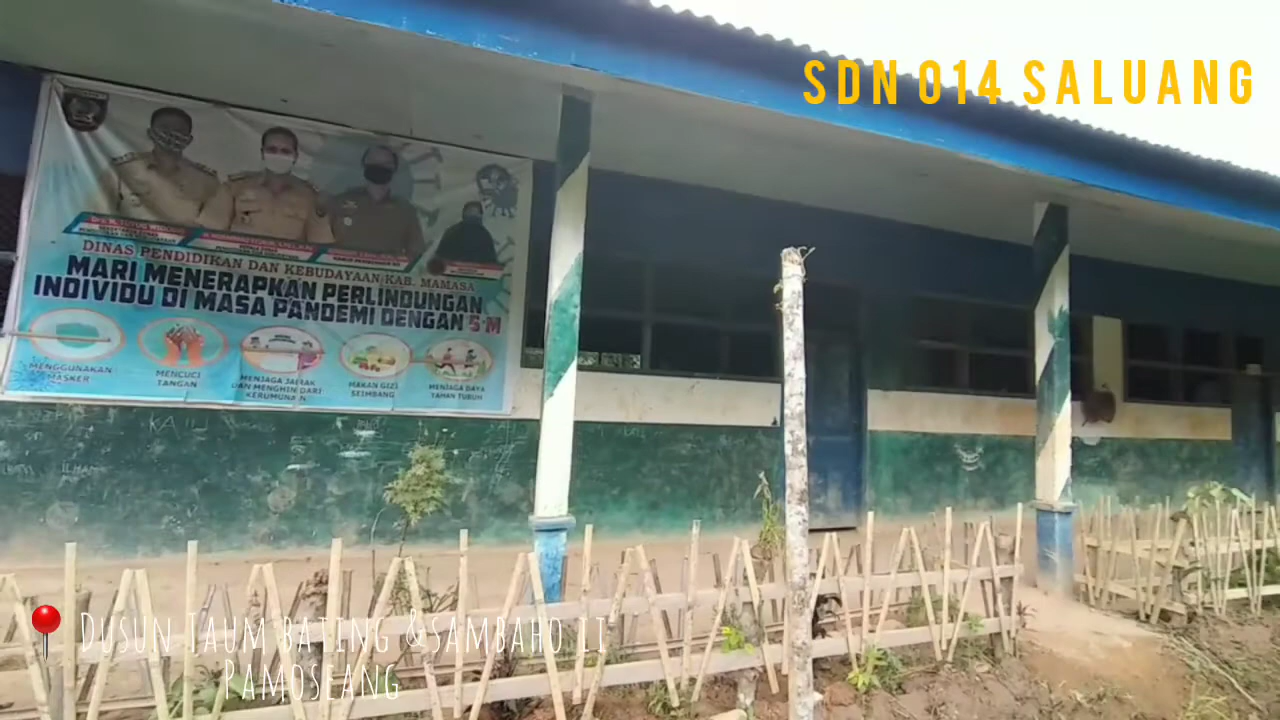 SDN 014 SALUANG
DINAS PENDIDIKAN DAN KEBUDAYAAN KAB. MAMASA
MARI MENERAPKAN PERLINDUNGAN
INDIVIDU DI MASA PANDEMI DENGAN 5 M
MENGGUNAKAN
MASKER
MENCUCI
TANGAN
MENJAGA JARAK
DAN MENGHINDARI
KERUMUNAN
MAKAN GIZI
SEIMBANG
MENJAGA DAYA
TAHAN TUBUH
DUSUN TAUM BATING & SAMBAHO II
PAMOSEANG